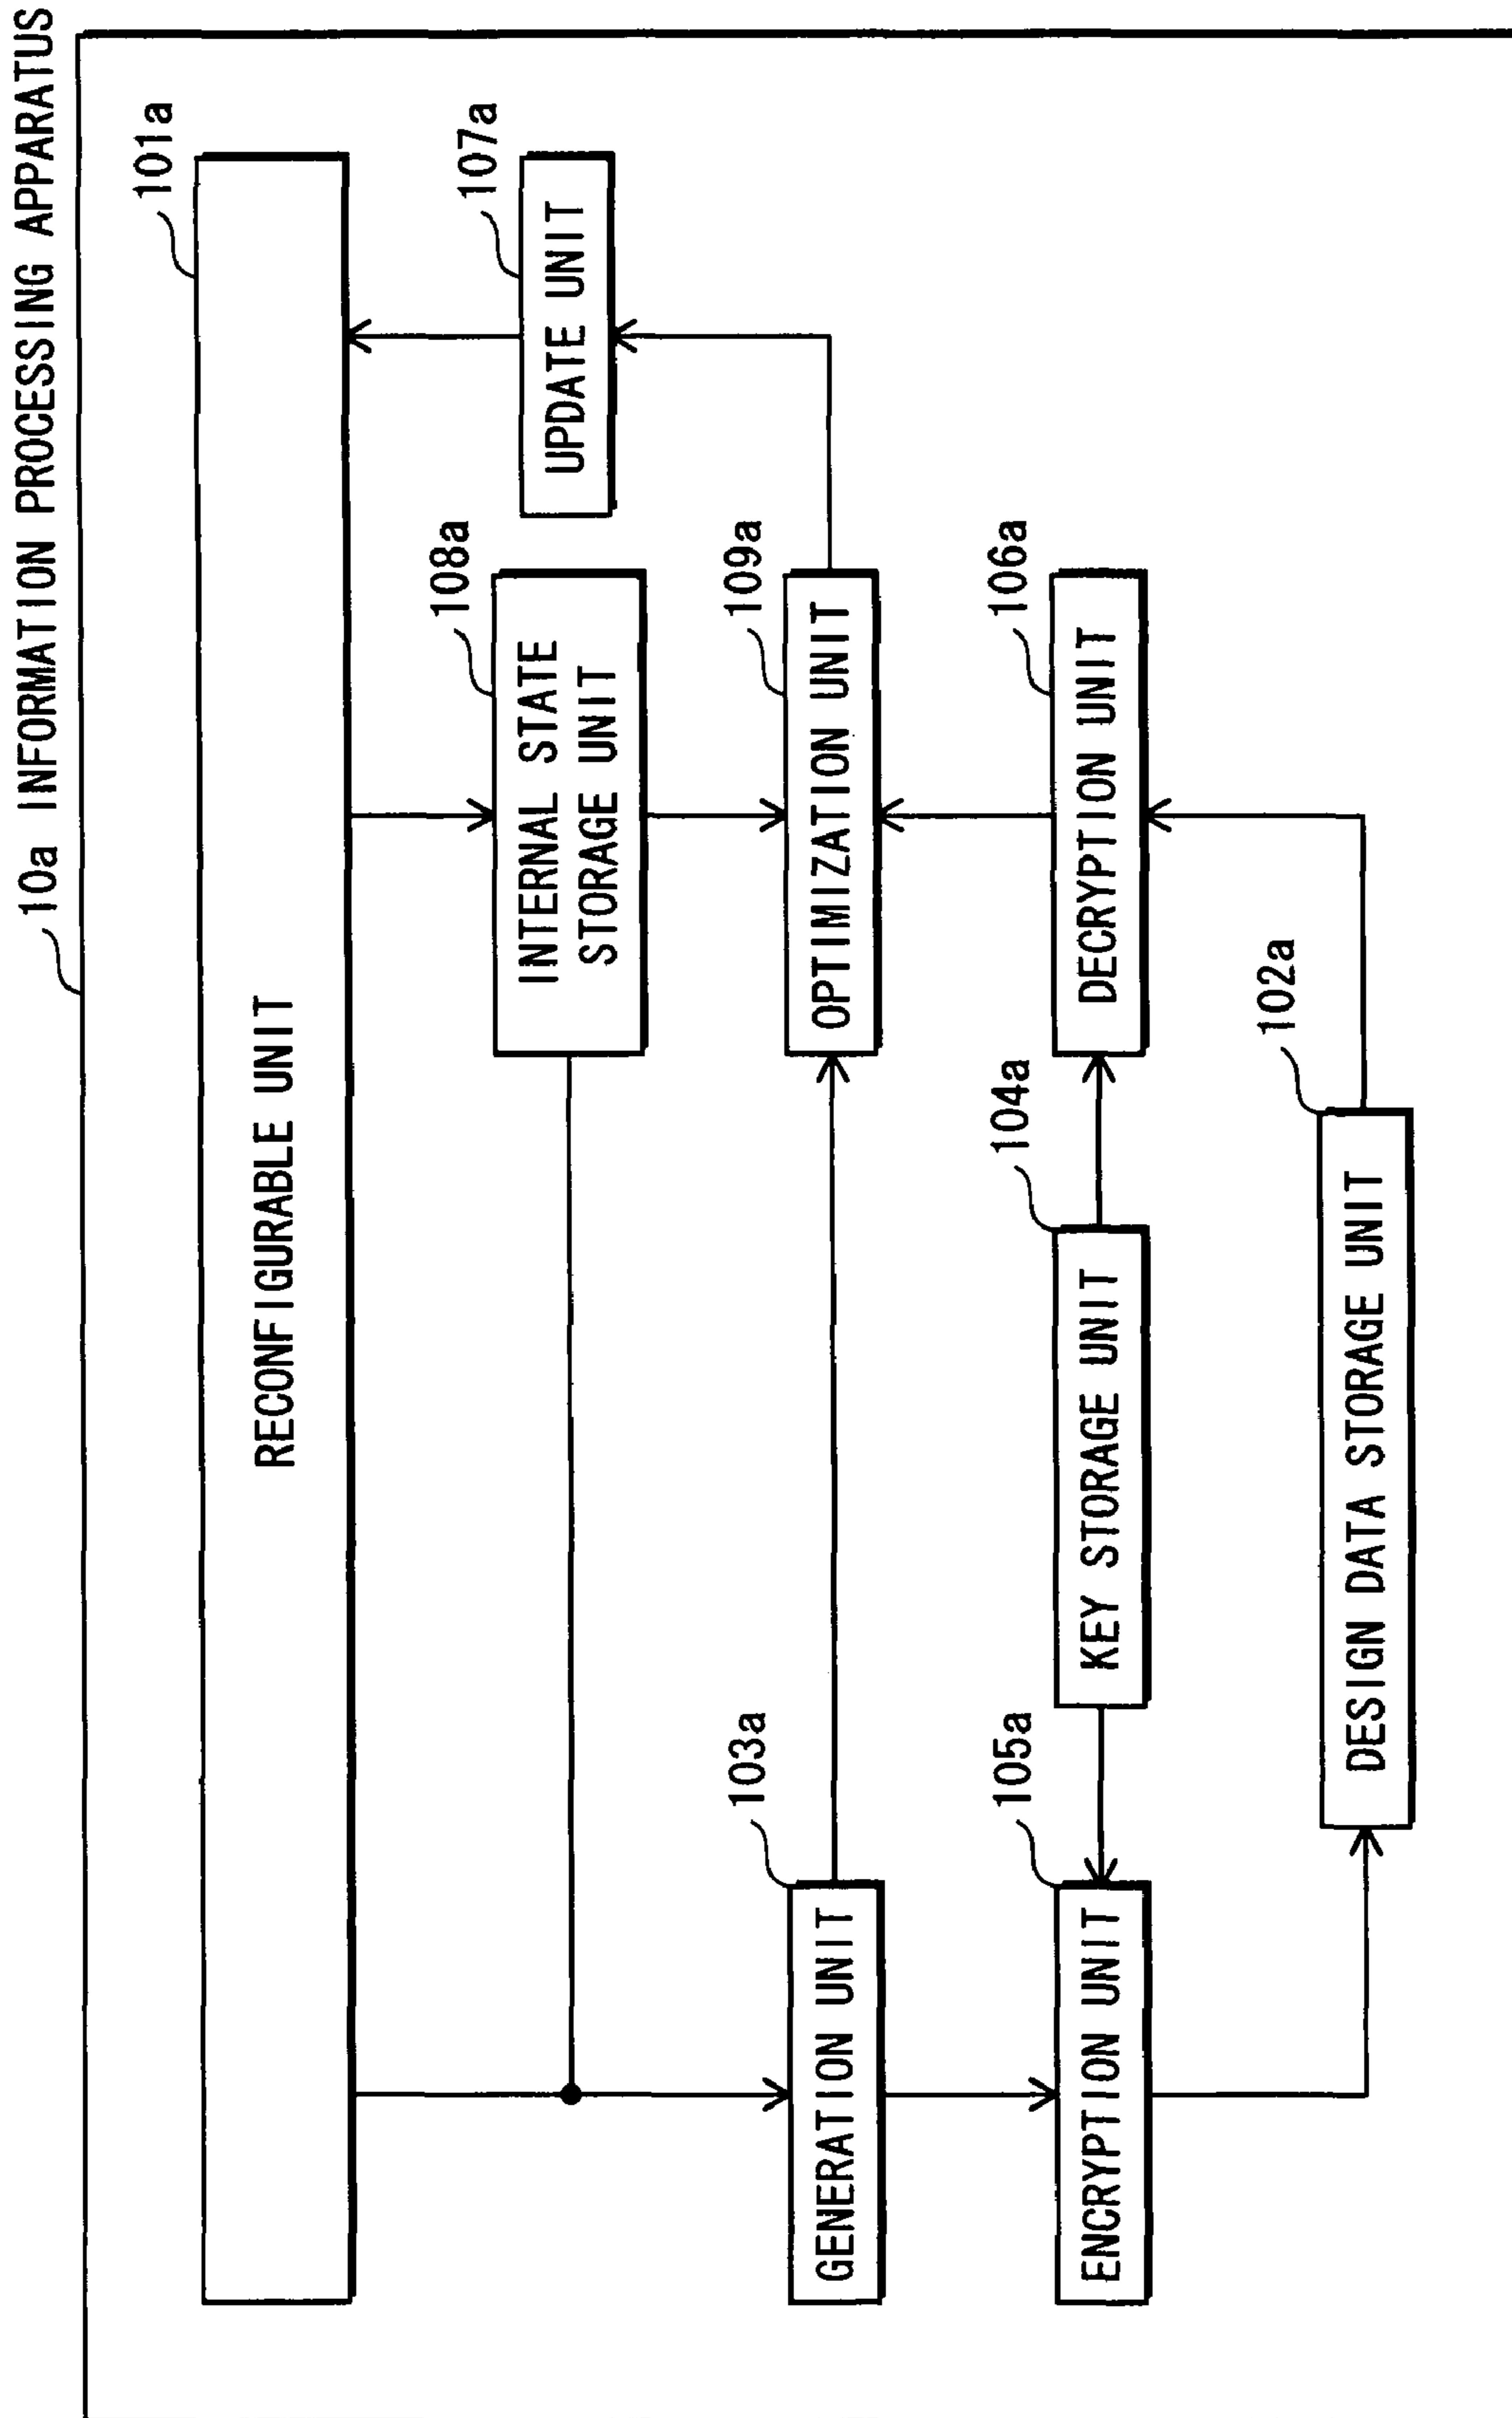 10a INFORMATION PROCESSING APPARATUS
101a
RECONFIGURABLE UNIT
107a
UPDATE UNIT
108a
INTERNAL STATE
STORAGE UNIT
103a
GENERATION UNIT
109a
OPTIMIZATION UNIT
105a
ENCRYPTION UNIT
104a
KEY STORAGE UNIT
106a
DECRYPTION UNIT
102a
DESIGN DATA STORAGE UNIT